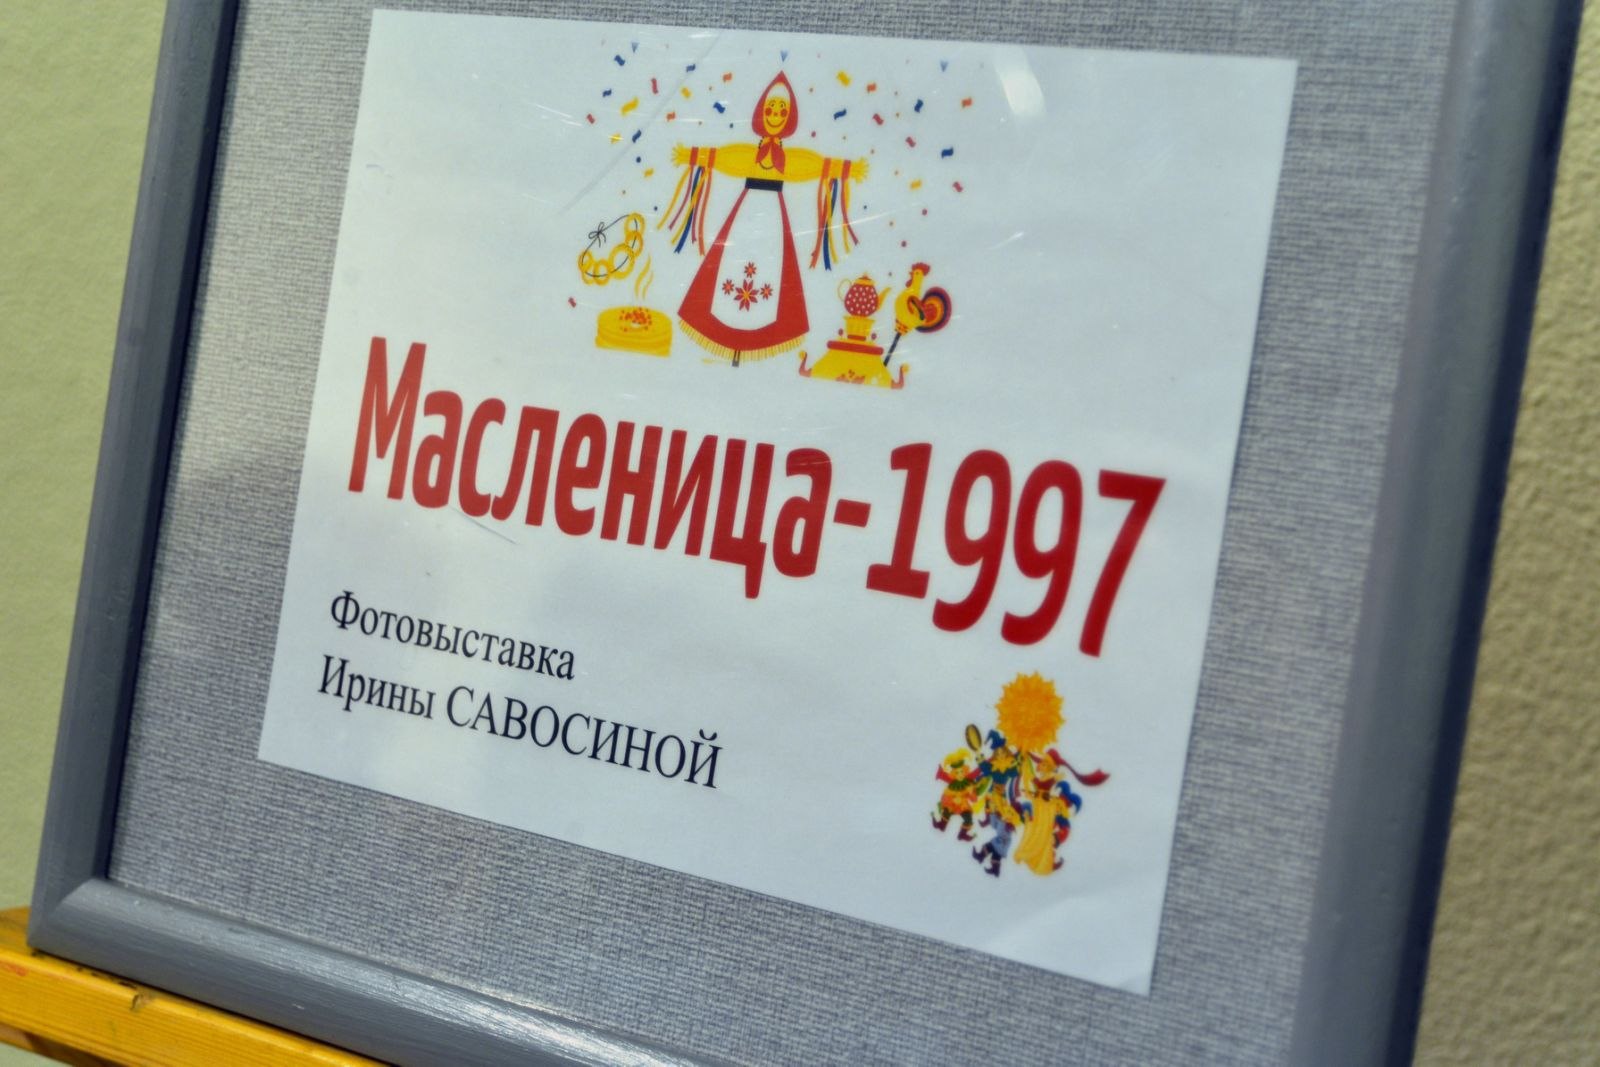 Масленица-1997
Фотовыставка
Ирины САВОСИНОЙ